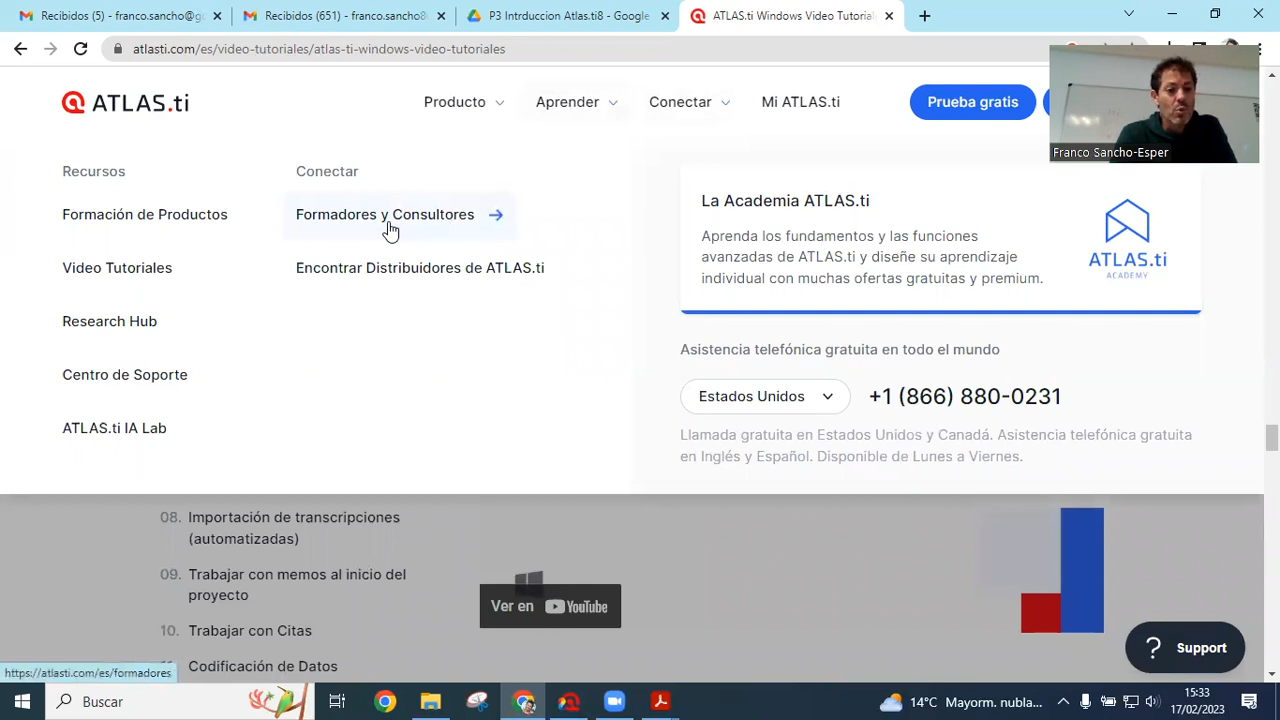 Recibidos (5) - franco.sancho@g
Recibidos (651) - franco.sancho8
P3 Intrduccion Atlas.ti8 - Google
ATLAS.ti Windows Video Tutorial
atlasti.com/es/video-tutoriales/atlas-ti-windows-video-tutoriales
ATLAS.ti
Producto
Aprender
Conectar
Mi ATLAS.ti
Prueba gratis
Franco Sancho-Esper
Recursos
Formación de Productos
Video Tutoriales
Research Hub
Centro de Soporte
ATLAS.ti IA Lab
Conectar
Formadores y Consultores
Encontrar Distribuidores de ATLAS.ti
La Academia ATLAS.ti
Aprenda los fundamentos y las funciones
avanzadas de ATLAS.ti y diseñe su aprendizaje
individual con muchas ofertas gratuitas y premium.
ATLAS.ti
ACADEMY
Asistencia telefónica gratuita en todo el mundo
Estados Unidos
+1 (866) 880-0231
Llamada gratuita en Estados Unidos y Canadá. Asistencia telefónica gratuita
en Inglés y Español. Disponible de Lunes a Viernes.
08. Importación de transcripciones
(automatizadas)
09. Trabajar con memos al inicio del
proyecto
10. Trabajar con Citas
Codificación de Datos
Ver en YouTube
? Support
https://atlasti.com/es/formadores
Buscar
14°C Mayorm. nubla...
15:33
17/02/2023